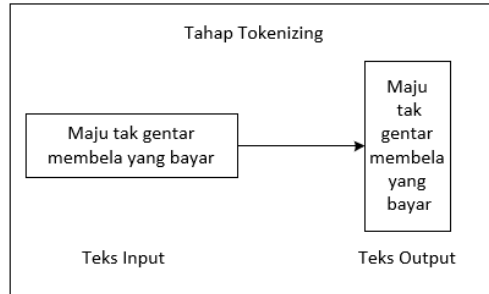 Tahap Tokenizing
Maju tak gentar
membela yang bayar
Maju
tak
gentar
membela
yang
bayar
Teks Input
Teks Output